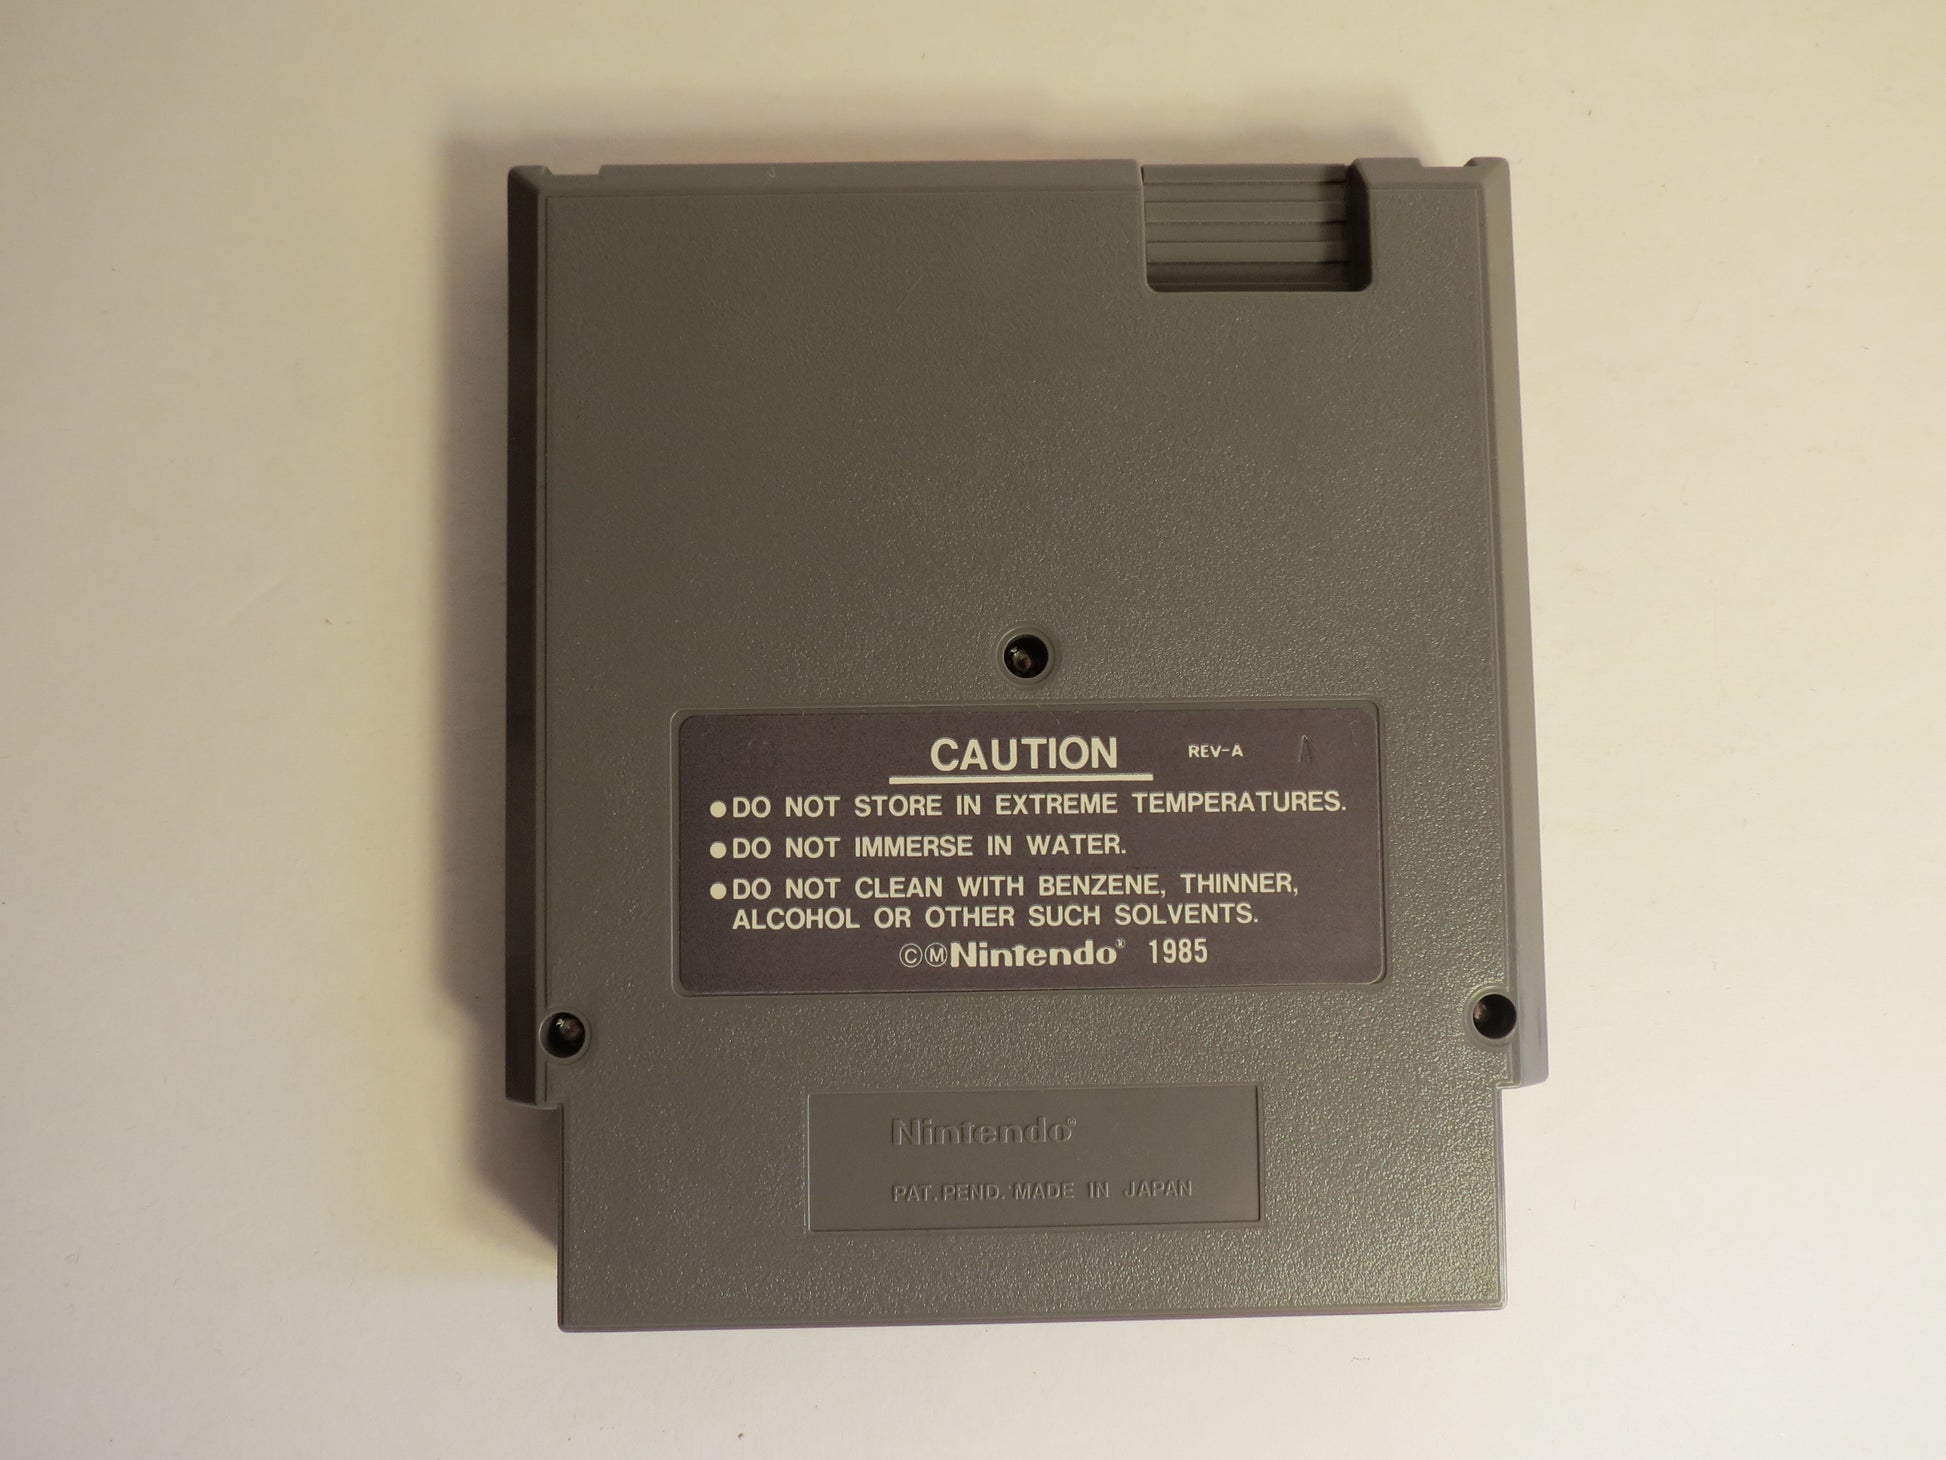 CAUTION REV-A A
●DO NOT STORE IN EXTREME TEMPERATURES.
●DO NOT IMMERSE IN WATER.
●DO NOT CLEAN WITH BENZENE, THINNER,
ALCOHOL OR OTHER SUCH SOLVENTS.
©ⓂNintendo® 1985
Nintendo®
PAT. PEND. MADE IN JAPAN